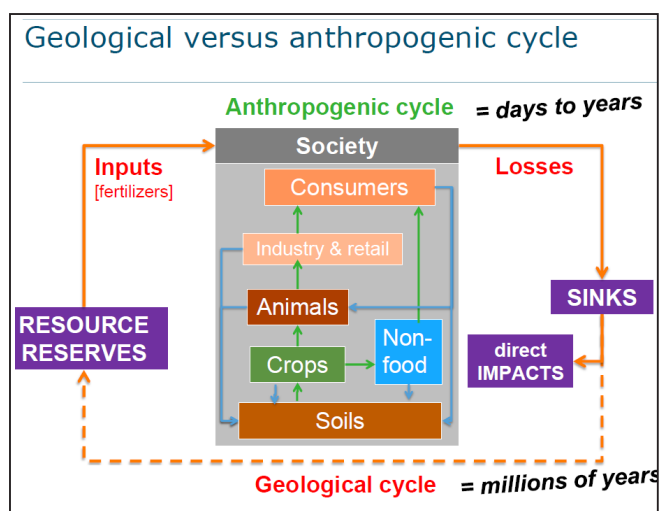 Geological versus anthropogenic cycle
Anthropogenic cycle = days to years
Society
Inputs
[fertilizers]
Losses
Consumers
Industry & retail
Animals
SINKS
RESOURCE
RESERVES
Non-
food
direct
IMPACTS
Crops
Soils
Geological cycle = millions of years